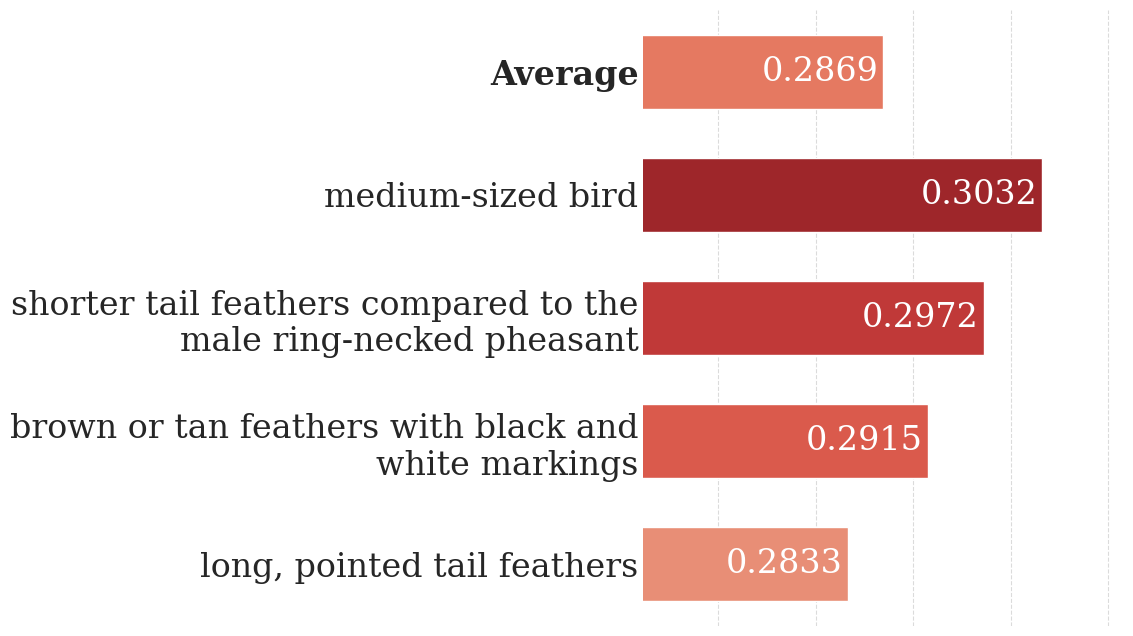 Average
0.2869
medium-sized bird
0.3032
shorter tail feathers compared to the
male ring-necked pheasant
0.2972
brown or tan feathers with black and
white markings
0.2915
long, pointed tail feathers
0.2833